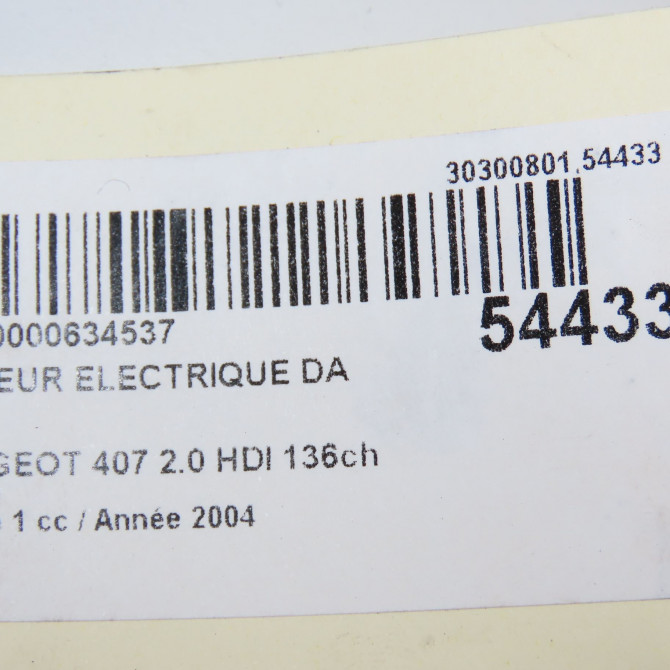 30300801.54433
0000634537
54433
EUR ELECTRIQUE DA
GEOT 407 2.0 HDI 136ch
1 cc / Année 2004